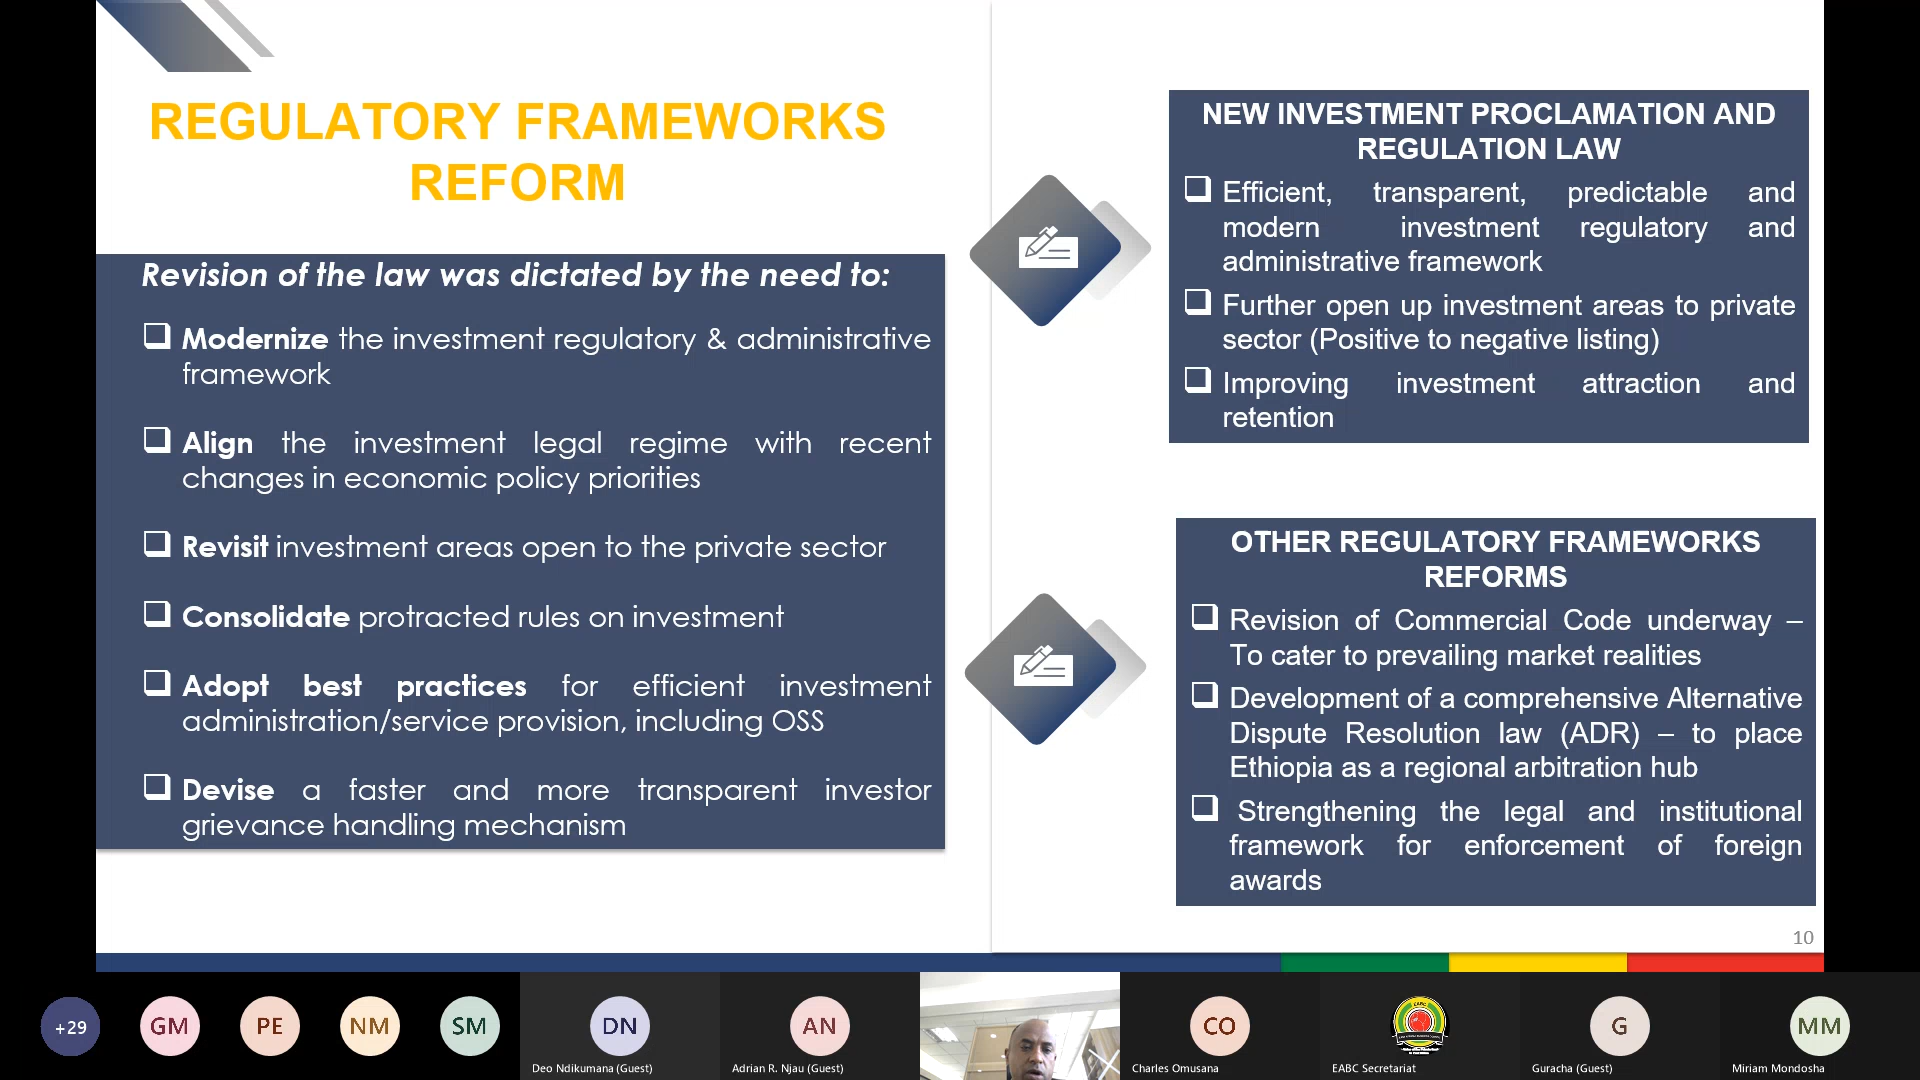 REGULATORY FRAMEWORKS
REFORM
Revision of the law was dictated by the need to:
Modernize the investment regulatory & administrative
framework
Align the investment legal regime with recent
changes in economic policy priorities
Revisit investment areas open to the private sector
Consolidate protracted rules on investment
Adopt best practices for efficient investment
administration/service provision, including OSS
Devise a faster and more transparent investor
grievance handling mechanism
NEW INVESTMENT PROCLAMATION AND
REGULATION LAW
Efficient, transparent, predictable and
modern investment regulatory and
administrative framework
Further open up investment areas to private
sector (Positive to negative listing)
Improving investment attraction and
retention
OTHER REGULATORY FRAMEWORKS
REFORMS
Revision of Commercial Code underway –
To cater to prevailing market realities
Development of a comprehensive Alternative
Dispute Resolution law (ADR) – to place
Ethiopia as a regional arbitration hub
Strengthening the legal and institutional
framework for enforcement of foreign
awards
10
+29
GM
PE
NM
SM
DN
Deo Ndikumana (Guest)
AN
Adrian R. Njau (Guest)
CO
Charles Omusana
EABC
EABC Secretariat
G
Guracha (Guest)
MM
Miriam Mondosha